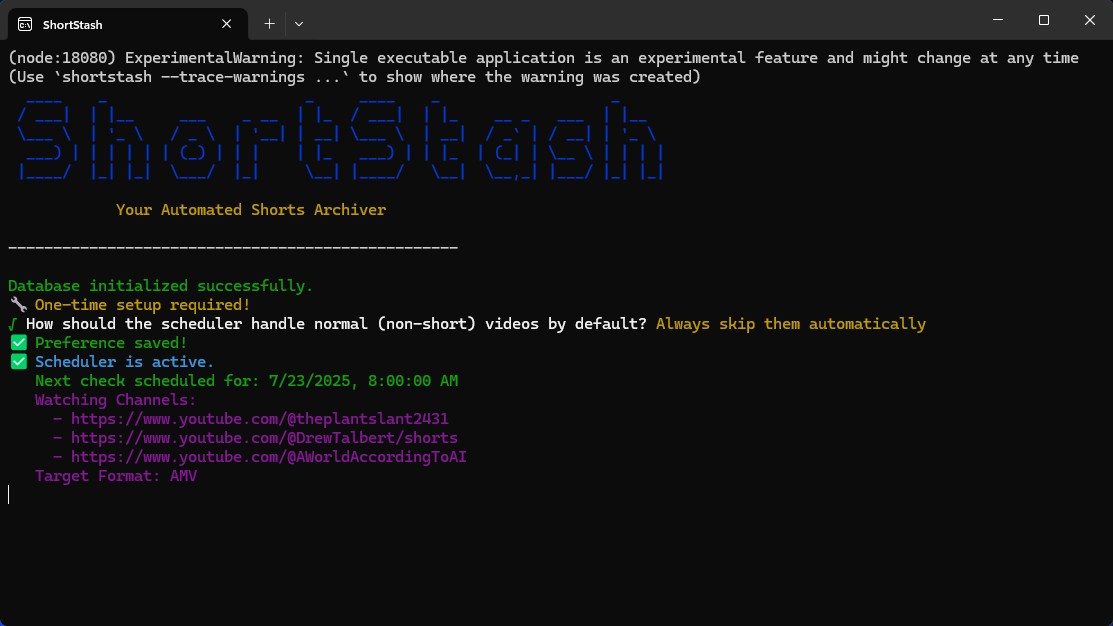 ShortStash
(node:18080) ExperimentalWarning: Single executable application is an experimental feature and might change at any time
(Use `shortstash --trace-warnings ...` to show where the warning was created)
ShortStash
Your Automated Shorts Archiver
--------------------------------------------------
Database initialized successfully.
🔧 One-time setup required!
√ How should the scheduler handle normal (non-short) videos by default? Always skip them automatically
✅ Preference saved!
✅ Scheduler is active.
Next check scheduled for: 7/23/2025, 8:00:00 AM
Watching Channels:
- https://www.youtube.com/@theplantslant2431
- https://www.youtube.com/@DrewTalbert/shorts
- https://www.youtube.com/@AWorldAccordingToAI
Target Format: AMV